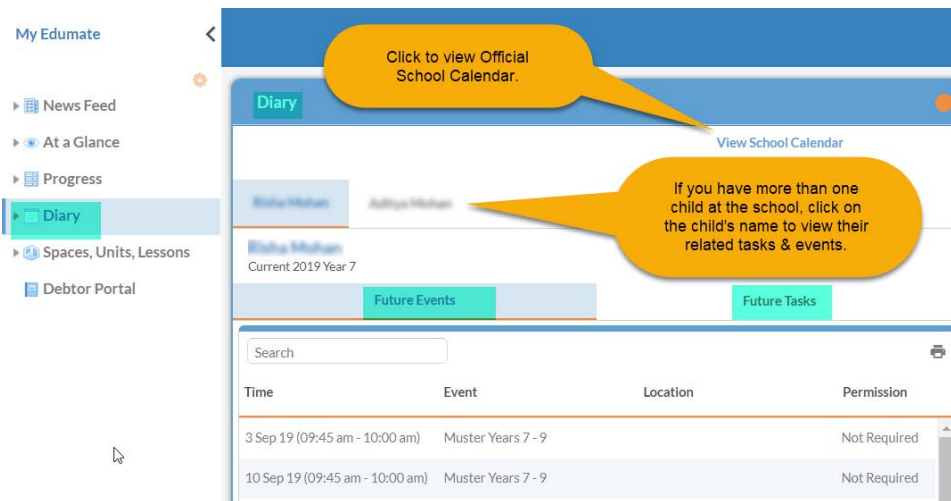 My Edumate
News Feed
At a Glance
Progress
Diary
Spaces, Units, Lessons
Debtor Portal
Click to view Official
School Calendar.
Diary
View School Calendar
If you have more than one
child at the school, click on
the child's name to view their
related tasks & events.
Current 2019 Year 7
Future Events
Future Tasks
Search
Time Event Location Permission
3 Sep 19 (09:45 am - 10:00 am) Muster Years 7 - 9 Not Required
10 Sep 19 (09:45 am - 10:00 am) Muster Years 7 - 9 Not Required